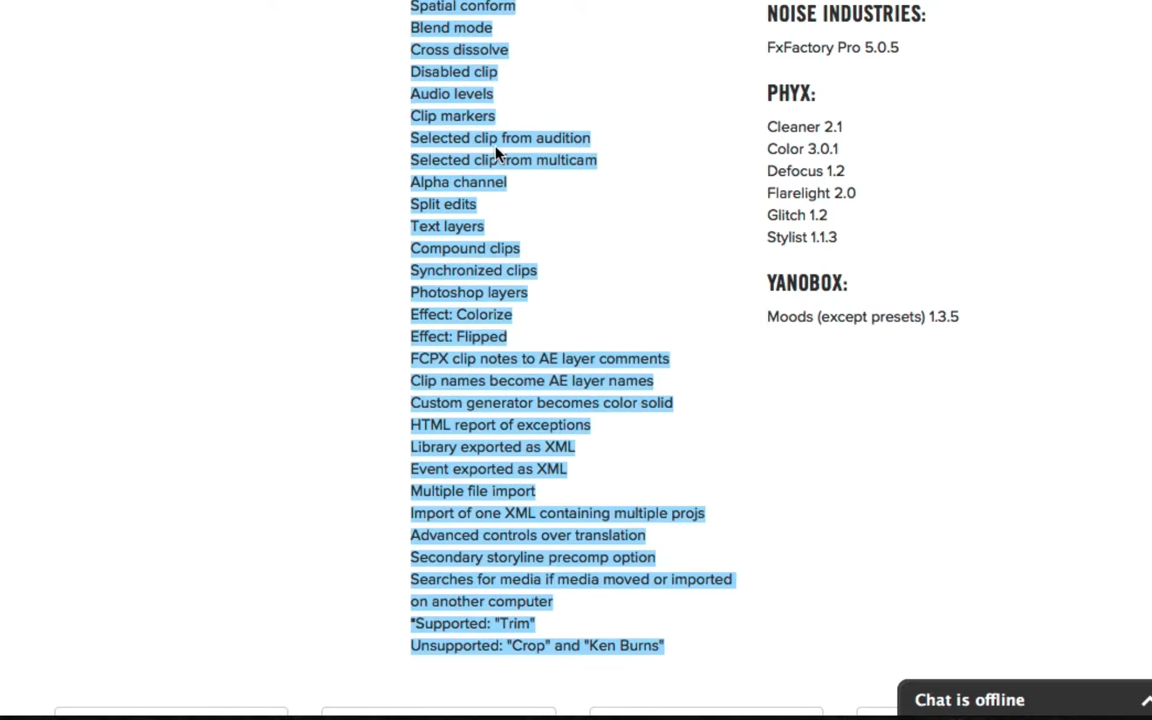 Spatial conform
Blend mode
Cross dissolve
Disabled clip
Audio levels
Clip markers
Selected clip from audition
Selected clip from multicam
Alpha channel
Split edits
Text layers
Compound clips
Synchronized clips
Photoshop layers
Effect: Colorize
Effect: Flipped
FCPX clip notes to AE layer comments
Clip names become AE layer names
Custom generator becomes color solid
HTML report of exceptions
Library exported as XML
Event exported as XML
Multiple file import
Import of one XML containing multiple projs
Advanced controls over translation
Secondary storyline precomp option
Searches for media if media moved or imported
on another computer
*Supported: "Trim"
Unsupported: "Crop" and "Ken Burns"
NOISE INDUSTRIES:
FxFactory Pro 5.0.5
PHYX:
Cleaner 2.1
Color 3.0.1
Defocus 1.2
Flarelight 2.0
Glitch 1.2
Stylist 1.1.3
YANOBOX:
Moods (except presets) 1.3.5
Chat is offline